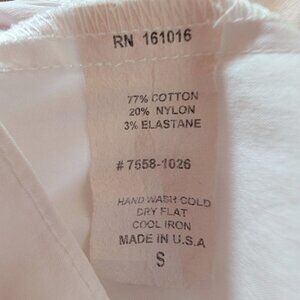 RN 161016
77% COTTON
20% NYLON
3% ELASTANE
#7558-1026
HAND WASH COLD
DRY FLAT
COOL IRON
MADE IN U.S.A
S